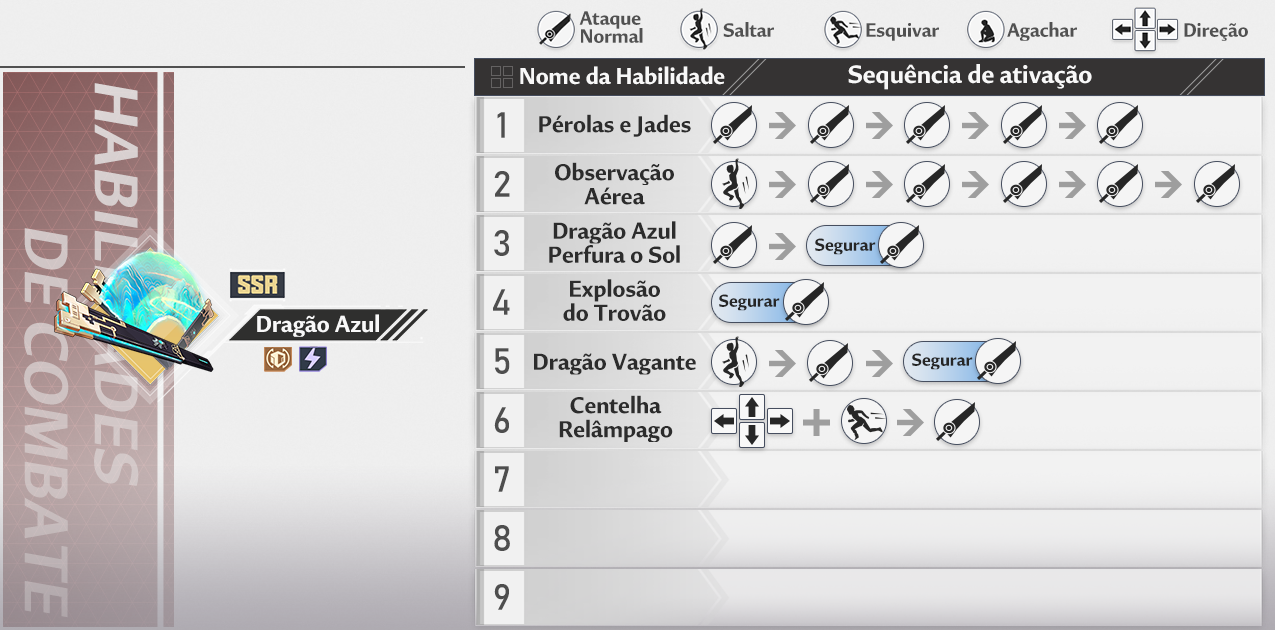 Ataque
Normal
Saltar
Esquivar
Agachar
Direção
Nome da Habilidade
Sequência de ativação
HABILIDADES
DE COMBATE
SSR
Dragão Azul
1
Pérolas e Jades
2
Observação
Aérea
3
Dragão Azul
Perfura o Sol
Segurar
4
Explosão
do Trovão
Segurar
5
Dragão Vagante
Segurar
6
Centelha
Relâmpago
7
8
9